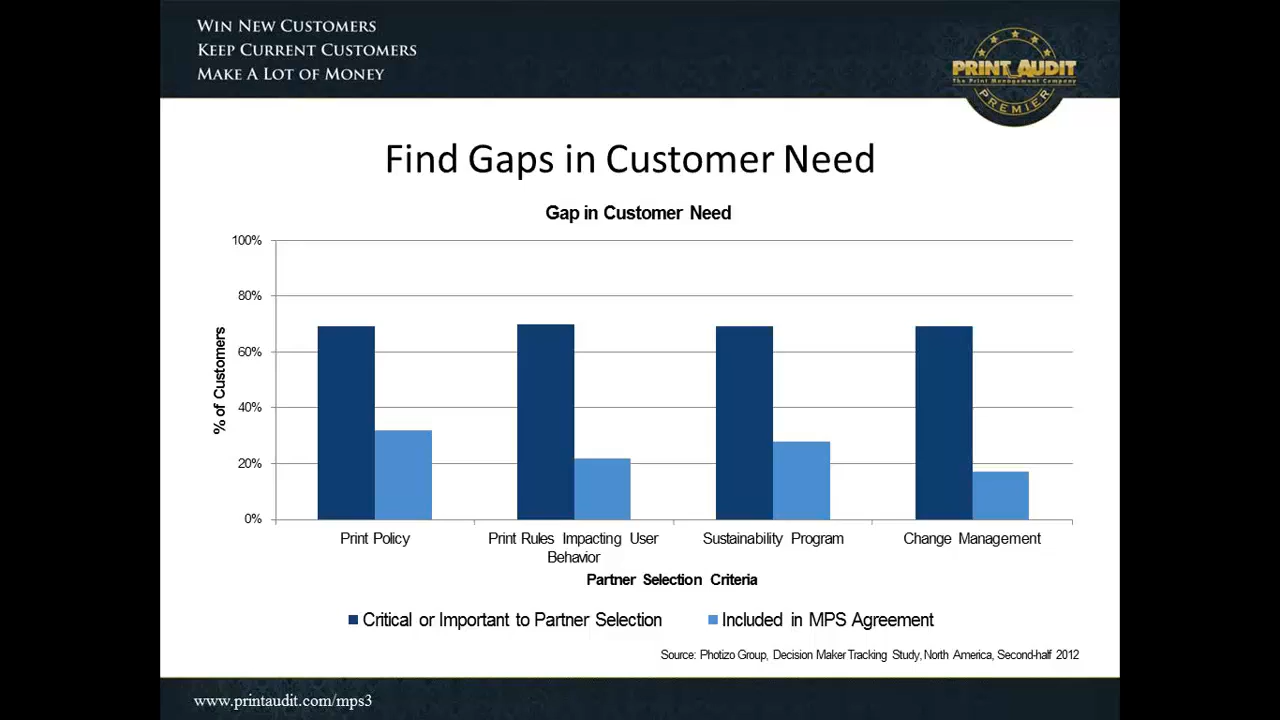 WIN NEW CUSTOMERS
KEEP CURRENT CUSTOMERS
MAKE A LOT OF MONEY
PRINT AUDIT
The Print Management Company
PREMIER
Find Gaps in Customer Need
Gap in Customer Need
100%
80%
60%
40%
20%
0%
% of Customers
Print Policy
Print Rules Impacting User
Behavior
Sustainability Program
Change Management
Partner Selection Criteria
Critical or Important to Partner Selection
Included in MPS Agreement
Source: Photizo Group, Decision Maker Tracking Study, North America, Second-half 2012
www.printaudit.com/mps3